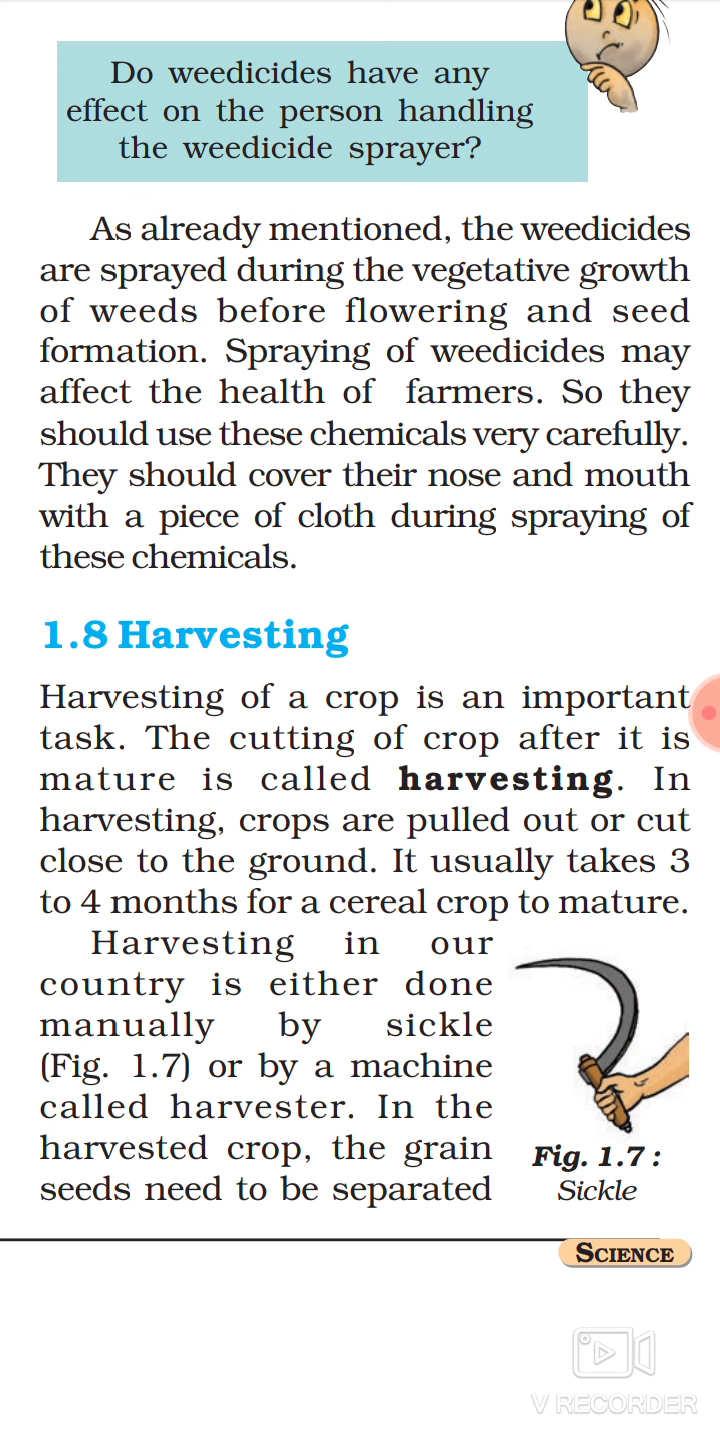 Do weedicides have any
effect on the person handling
the weedicide sprayer?
As already mentioned, the weedicides
are sprayed during the vegetative growth
of weeds before flowering and seed
formation. Spraying of weedicides may
affect the health of farmers. So they
should use these chemicals very carefully.
They should cover their nose and mouth
with a piece of cloth during spraying of
these chemicals.
1.8 Harvesting
Harvesting of a crop is an important
task. The cutting of crop after it is
mature is called harvesting. In
harvesting, crops are pulled out or cut
close to the ground. It usually takes 3
to 4 months for a cereal crop to mature.
Harvesting in our
country is either done
manually by sickle
(Fig. 1.7) or by a machine
called harvester. In the
harvested crop, the grain
seeds need to be separated
Fig. 1.7 :
Sickle
SCIENCE
V RECORDER